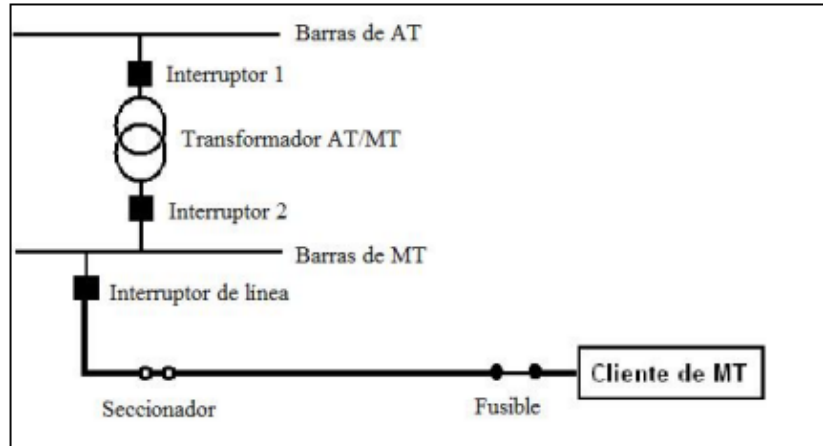 Barras de AT
Interruptor 1
Transformador AT/MT
Interruptor 2
Barras de MT
Interruptor de línea
Cliente de MT
Seccionador
Fusible